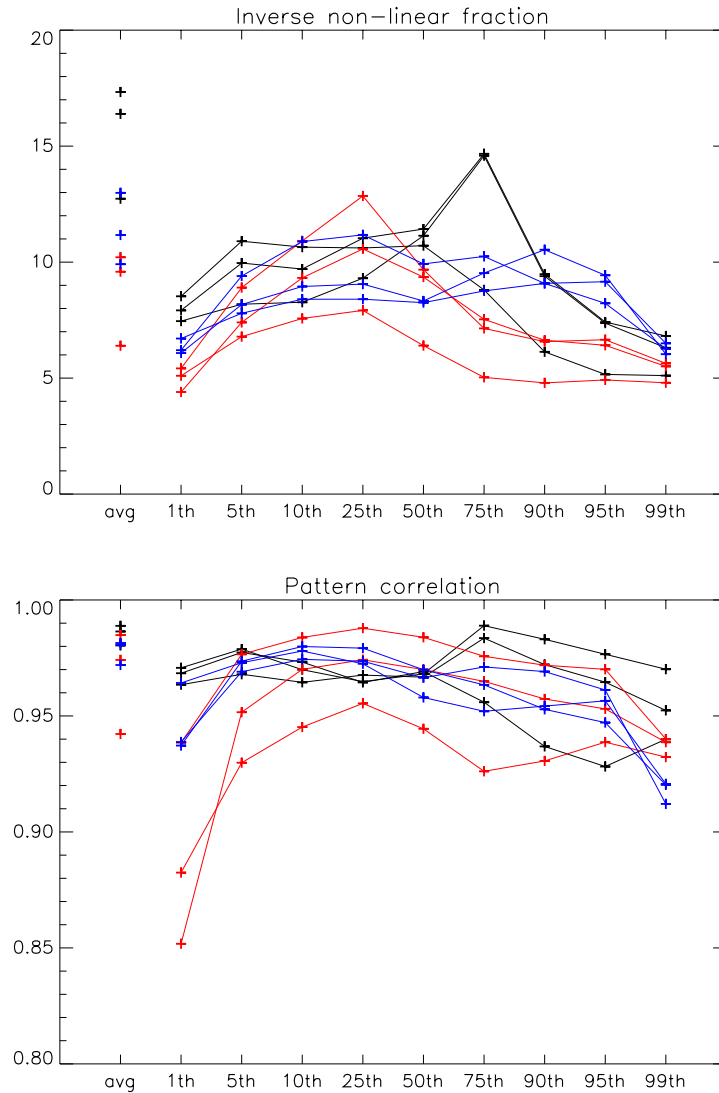 Inverse non-linear fraction
20
15
10
5
0
avg 1th 5th 10th 25th 50th 75th 90th 95th 99th
Pattern correlation
1.00
0.95
0.90
0.85
0.80
avg 1th 5th 10th 25th 50th 75th 90th 95th 99th